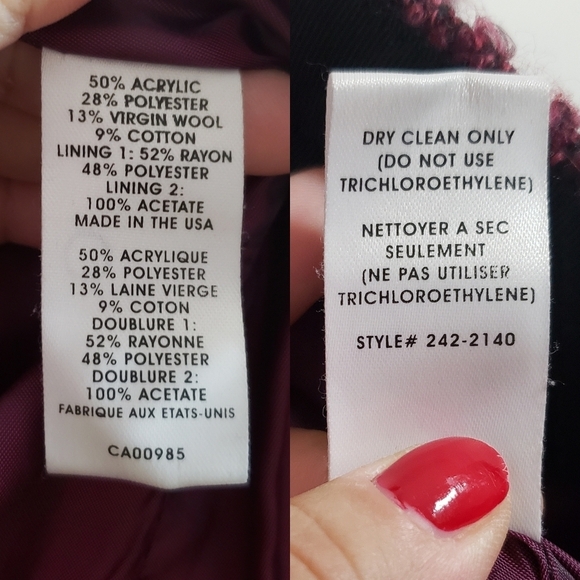 50% ACRYLIC
28% POLYESTER
13% VIRGIN WOOL
9% COTTON
LINING 1: 52% RAYON
48% POLYESTER
LINING 2:
100% ACETATE
MADE IN THE USA
50% ACRYLIQUE
28% POLYESTER
13% LAINE VIERGE
9% COTON
DOUBLURE 1:
52% RAYONNE
48% POLYESTER
DOUBLURE 2:
100% ACETATE
FABRIQUE AUX ETATS-UNIS
CA00985
DRY CLEAN ONLY
(DO NOT USE
TRICHLOROETHYLENE)
NETTOYER A SEC
SEULEMENT
(NE PAS UTILISER
TRICHLOROETHYLENE)
STYLE# 242-2140